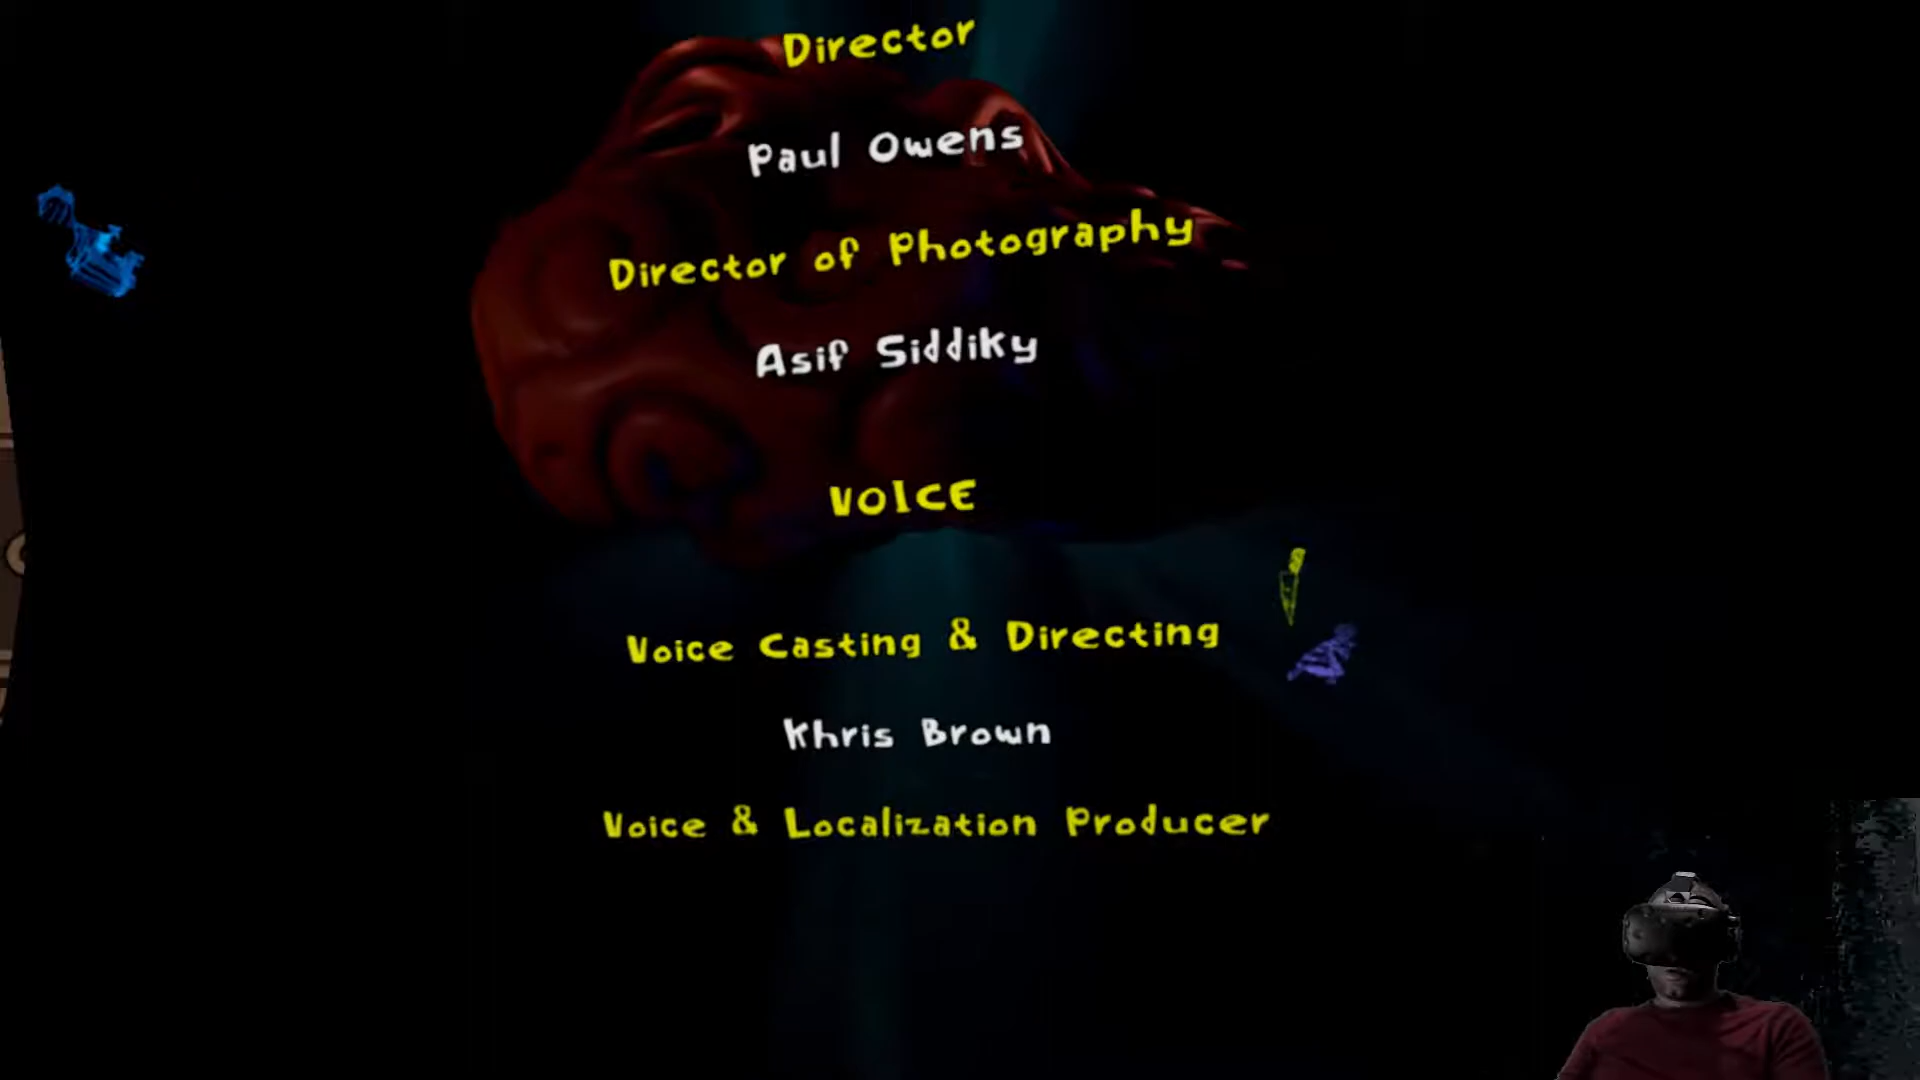 Director
Paul Owens
Director of Photography
Asif Siddiky
VOICE
Voice Casting & Directing
Khris Brown
Voice & Localization Producer